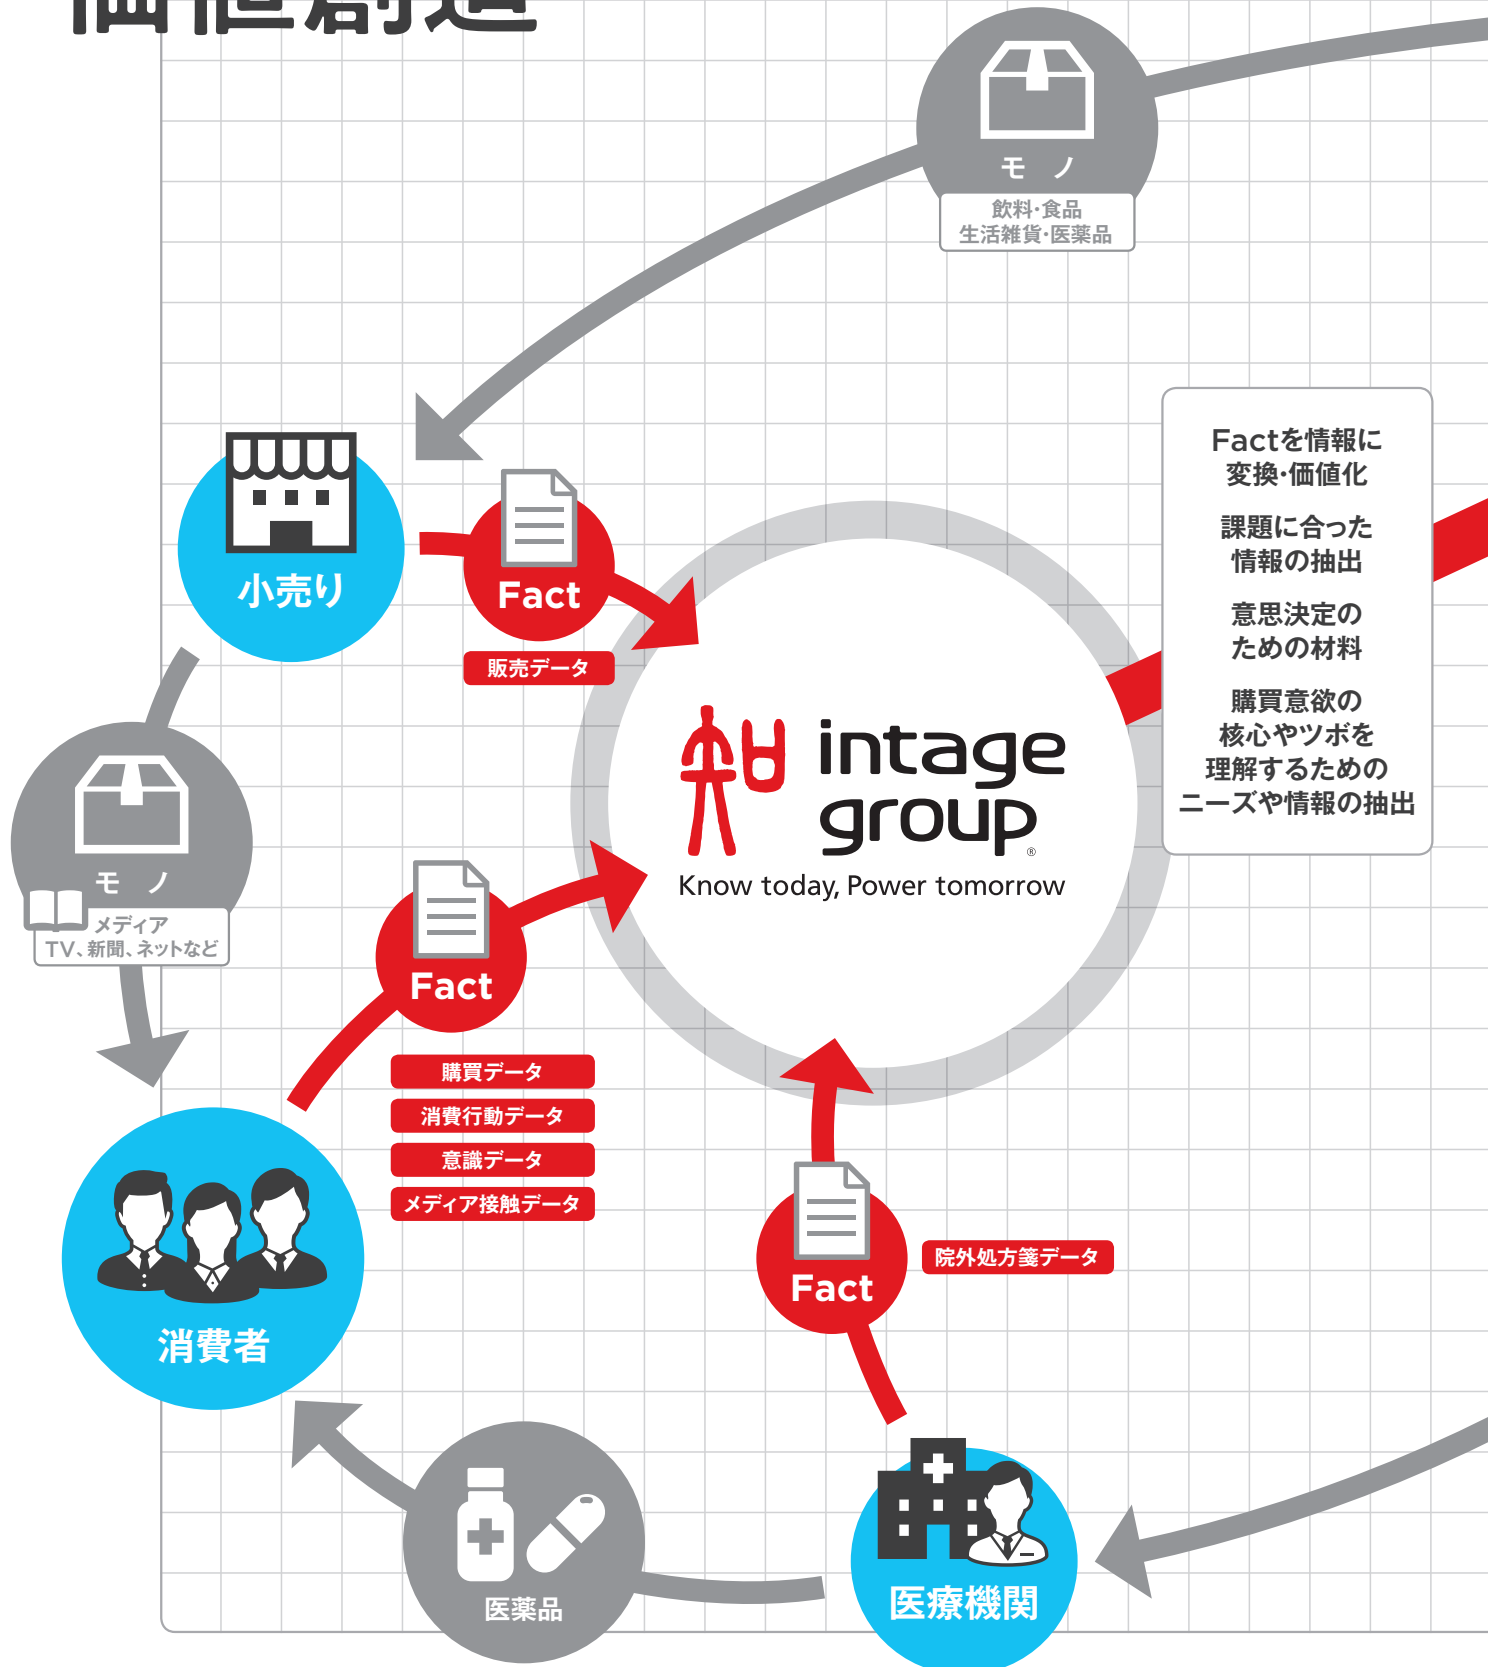 価値創造
モノ
飲料・食品
生活雑貨・医薬品
Factを情報に
変換・価値化
課題に合った
情報の抽出
意思決定の
ための材料
購買意欲の
核心やツボを
理解するための
ニーズや情報の抽出
小売り
Fact
販売データ
intage
group®
Know today, Power tomorrow
モノ
メディア
TV、新聞、ネットなど
Fact
購買データ
消費行動データ
意識データ
メディア接触データ
消費者
Fact
院外処方箋データ
医薬品
医療機関